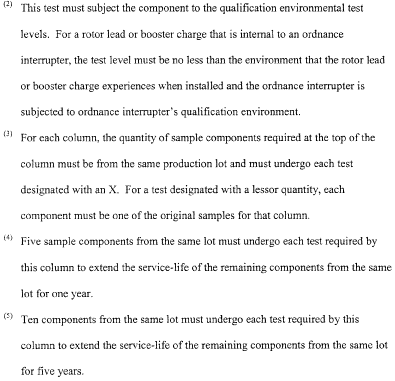 (2) This test must subject the component to the qualification environmental test
levels. For a rotor lead or booster charge that is internal to an ordnance
interrupter, the test level must be no less than the environment that the rotor lead
or booster charge experiences when installed and the ordnance interrupter is
subjected to ordnance interrupter's qualification environment.
(3) For each column, the quantity of sample components required at the top of the
column must be from the same production lot and must undergo each test
designated with an X. For a test designated with a lessor quantity, each
component must be one of the original samples for that column.
(4) Five sample components from the same lot must undergo each test required by
this column to extend the service-life of the remaining components from the same
lot for one year.
(5) Ten components from the same lot must undergo each test required by this
column to extend the service-life of the remaining components from the same lot
for five years.